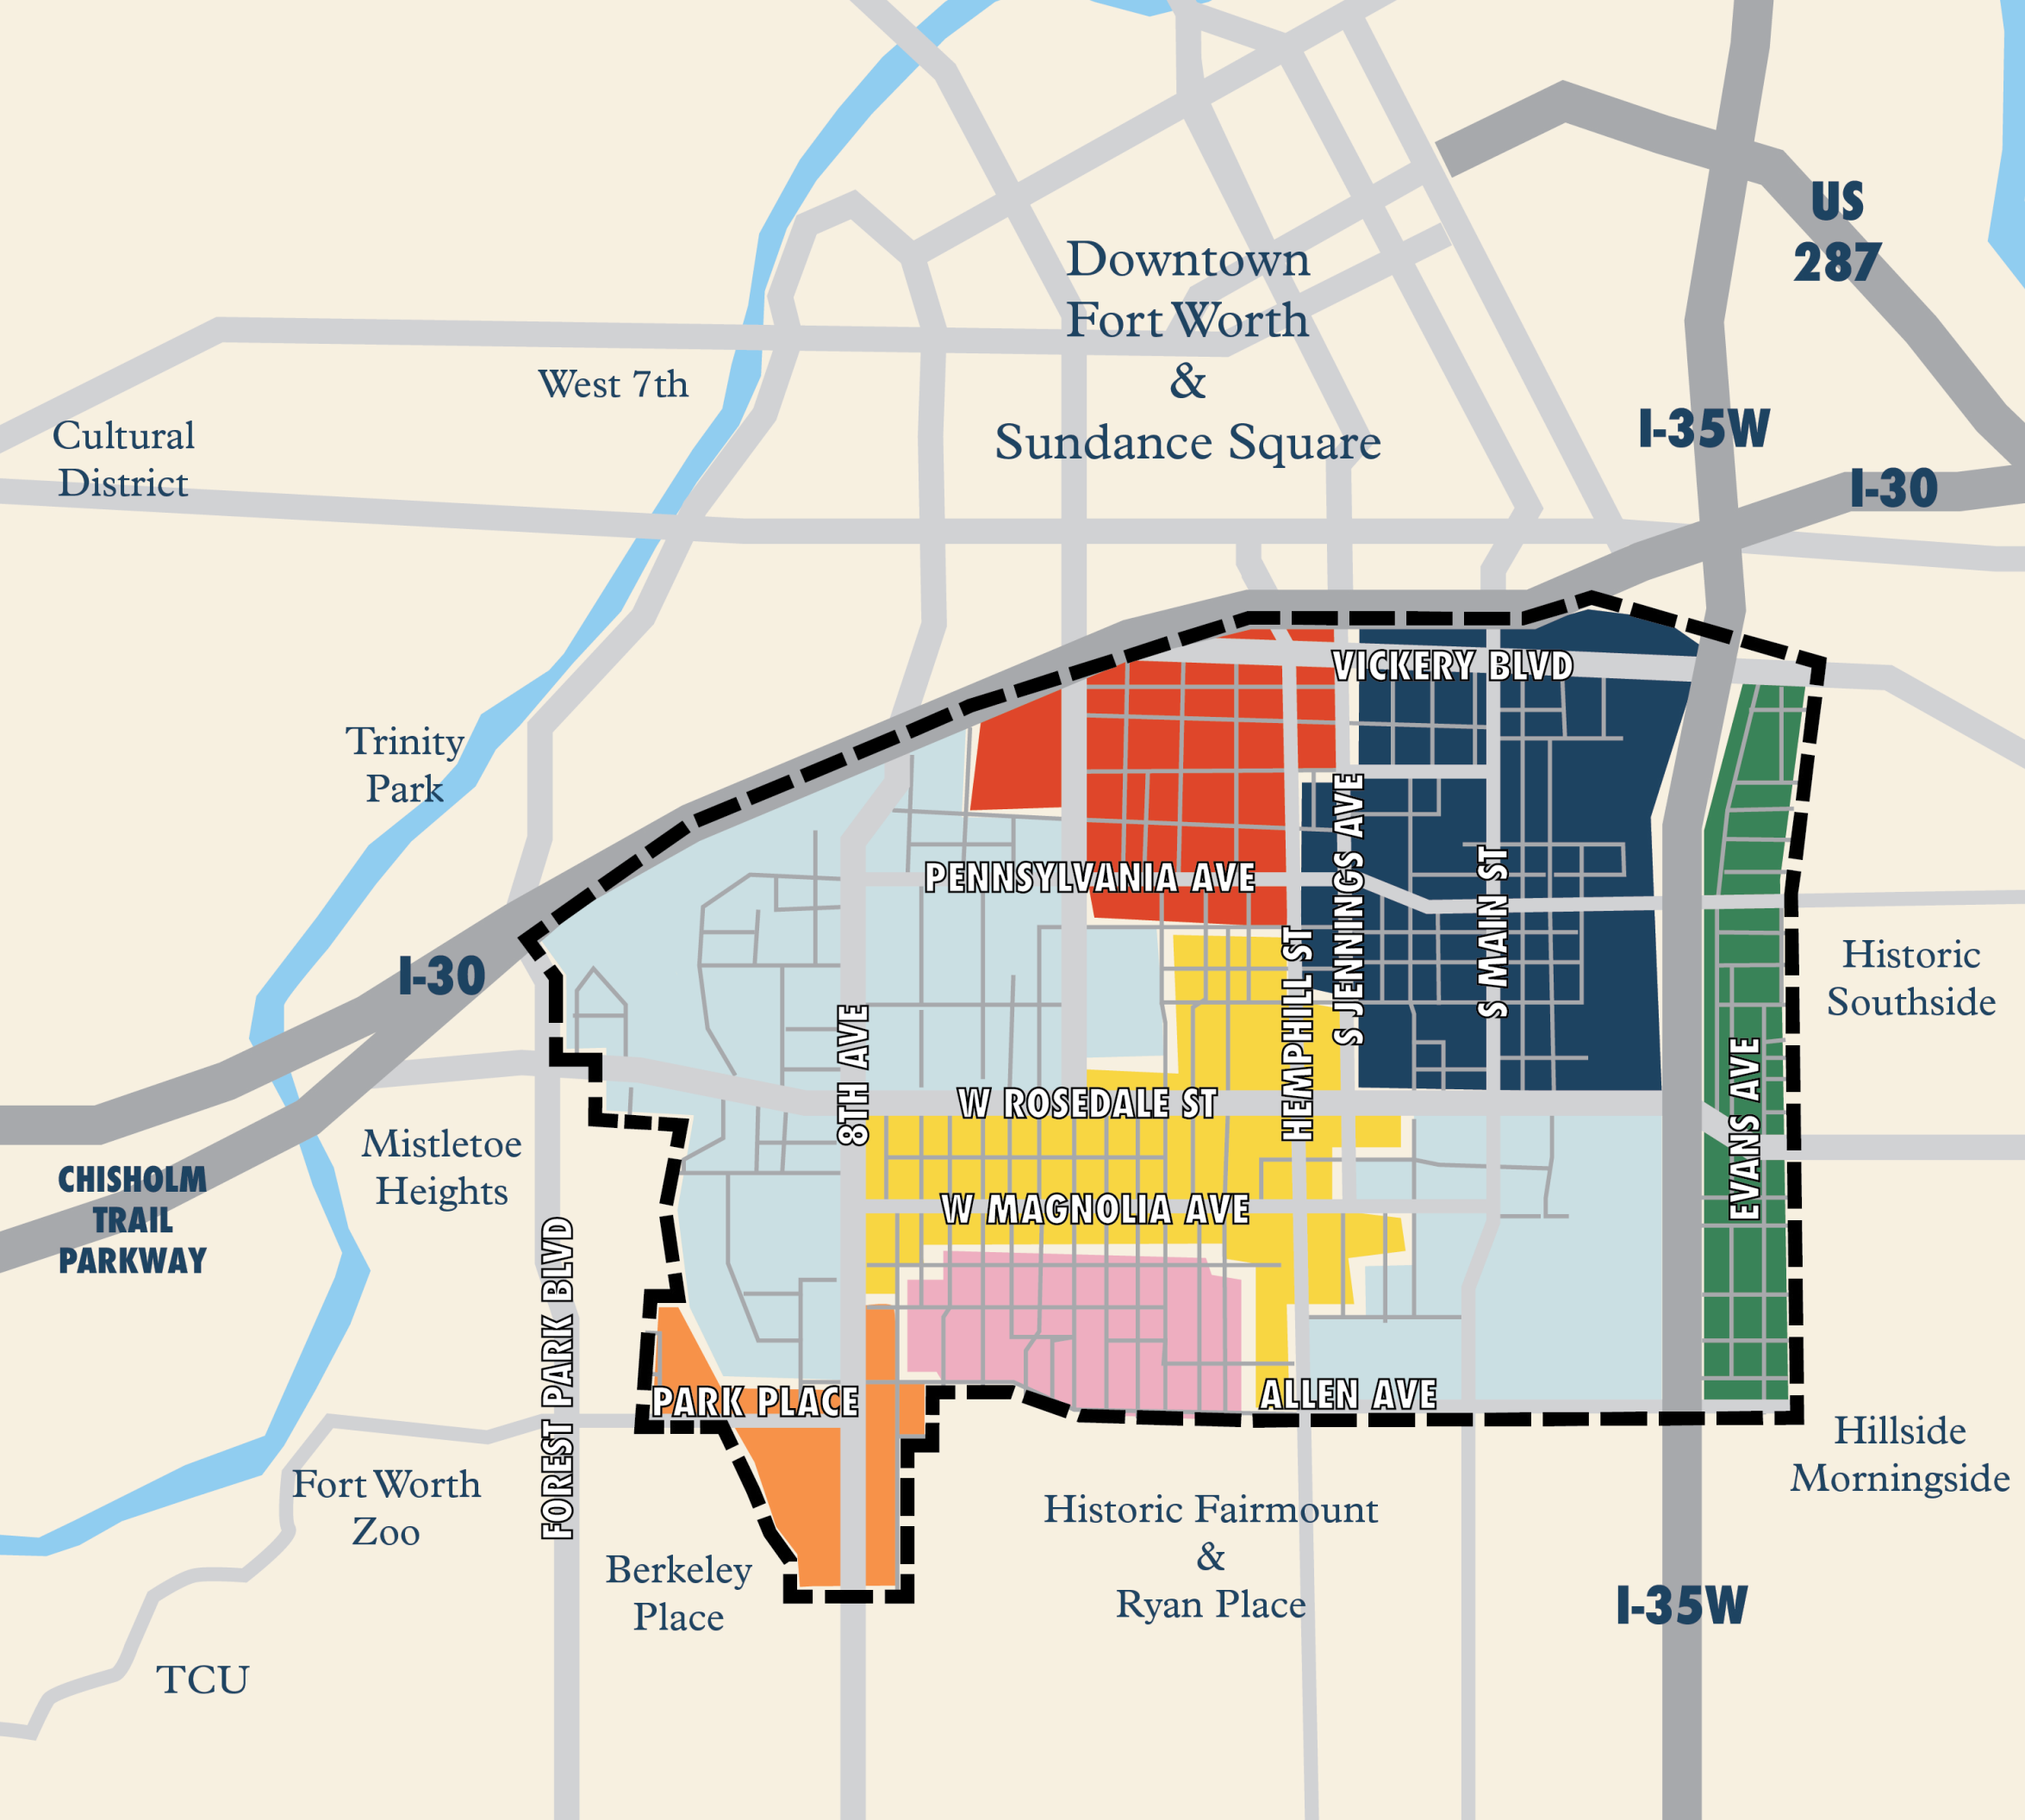 US
287
Downtown
Fort Worth
&
Sundance Square
West 7th
Cultural
District
I-35W
I-30
VICKERY BLVD
Trinity
Park
PENNSYLVANIA AVE
S JENNINGS AVE
S MAIN ST
HEMPHILL ST
Historic
Southside
I-30
8TH AVE
W ROSEDALE ST
EVANS AVE
Mistletoe
Heights
CHISHOLM
TRAIL
PARKWAY
W MAGNOLIA AVE
FOREST PARK BLVD
PARK PLACE
ALLEN AVE
Hillside
Morningside
Fort Worth
Zoo
Historic Fairmount
&
Ryan Place
Berkeley
Place
I-35W
TCU